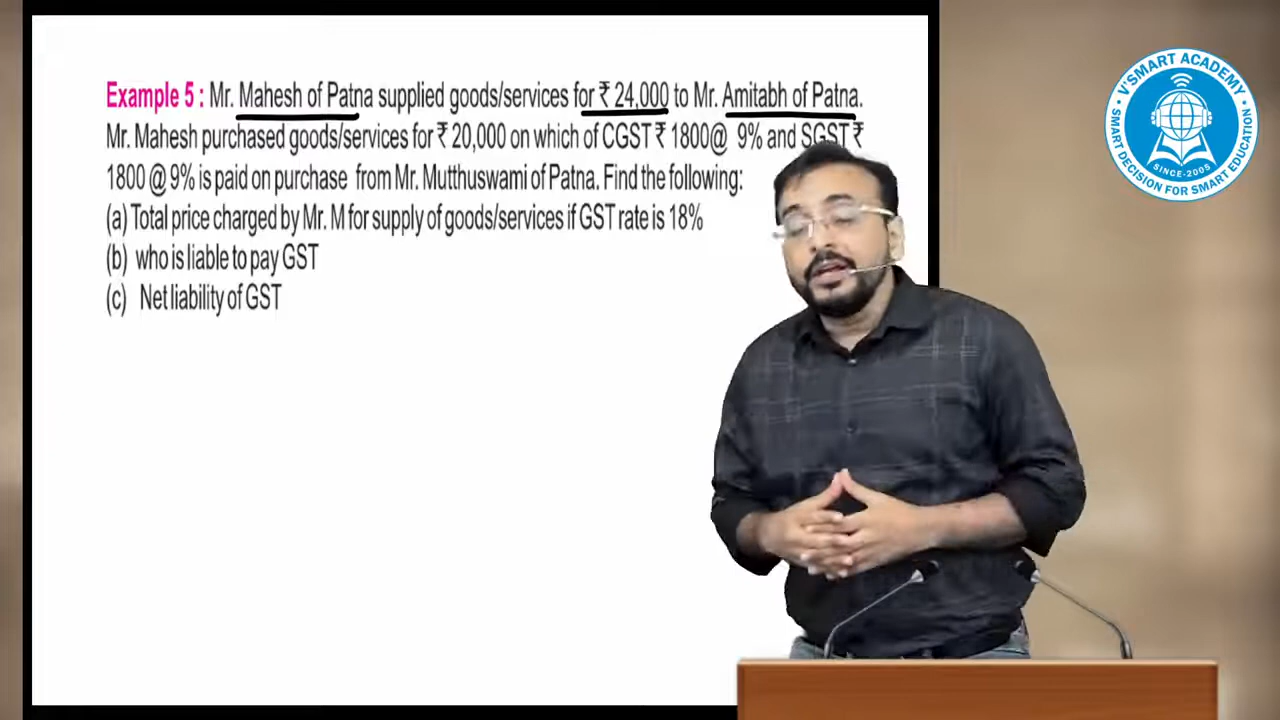 Example 5 : Mr. Mahesh of Patna supplied goods/services for ₹ 24,000 to Mr. Amitabh of Patna.
Mr. Mahesh purchased goods/services for ₹ 20,000 on which of CGST ₹ 1800@ 9% and SGST ₹
1800 @ 9% is paid on purchase from Mr. Mutthuswami of Patna. Find the following:
(a) Total price charged by Mr. M for supply of goods/services if GST rate is 18%
(b) who is liable to pay GST
(c) Net liability of GST
V'SMART ACADEMY
SINCE-2005
SMART DECISION FOR SMART EDUCATION